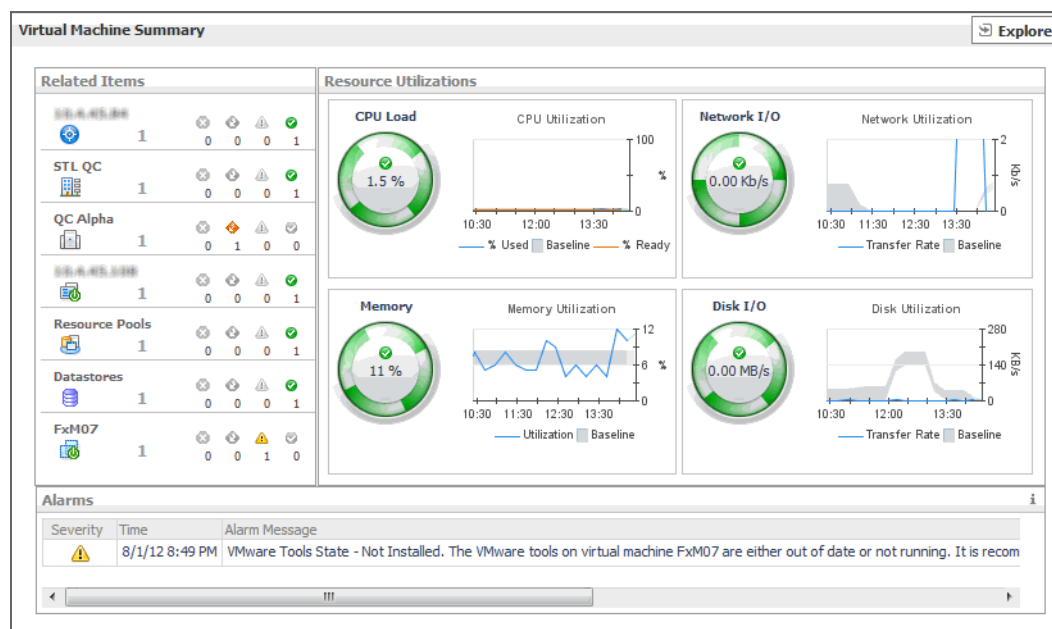 Virtual Machine Summary
Explore
Related Items
1
0 0 0 1
STL QC
1
0 0 0 1
QC Alpha
1
0 1 0 0
1
0 0 0 1
Resource Pools
1
0 0 0 1
Datastores
1
0 0 0 1
FxM07
1
0 0 1 0
Resource Utilizations
CPU Load
1.5 %
CPU Utilization
100
%
0
10:30 12:00 13:30
% Used Baseline % Ready
Network I/O
0.00 Kb/s
Network Utilization
2
Kb/s
0
10:30 11:30 12:30 13:30
Transfer Rate Baseline
Memory
11 %
Memory Utilization
12
6 %
0
10:30 11:30 12:30 13:30
Utilization Baseline
Disk I/O
0.00 MB/s
Disk Utilization
280
140 KB/s
0
10:30 12:00 13:30
Transfer Rate Baseline
Alarms
Severity Time Alarm Message
8/1/12 8:49 PM VMware Tools State - Not Installed. The VMware tools on virtual machine FxM07 are either out of date or not running. It is recom